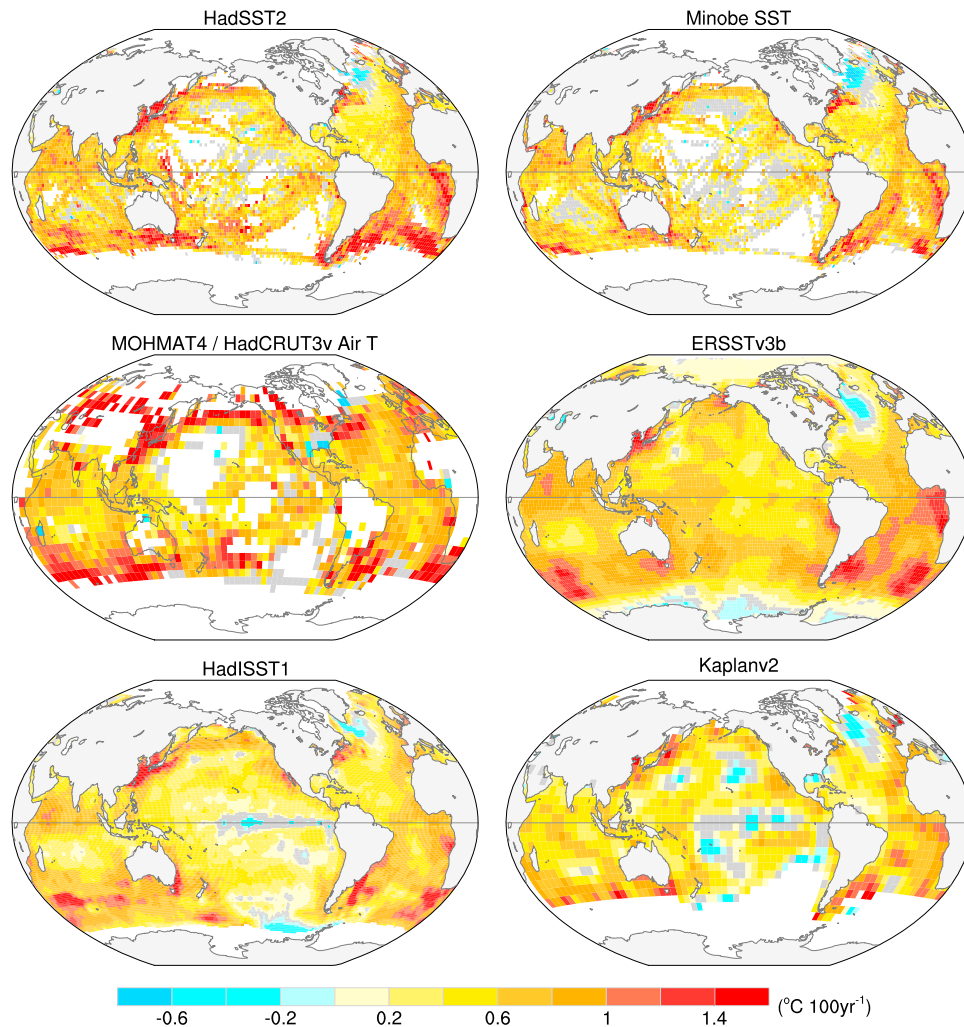 HadSST2
Minobe SST
MOHMAT4 / HadCRUT3v Air T
ERSSTv3b
HadISST1
Kaplanv2
-0.6 -0.2 0.2 0.6 1 1.4 (°C 100yr⁻¹)